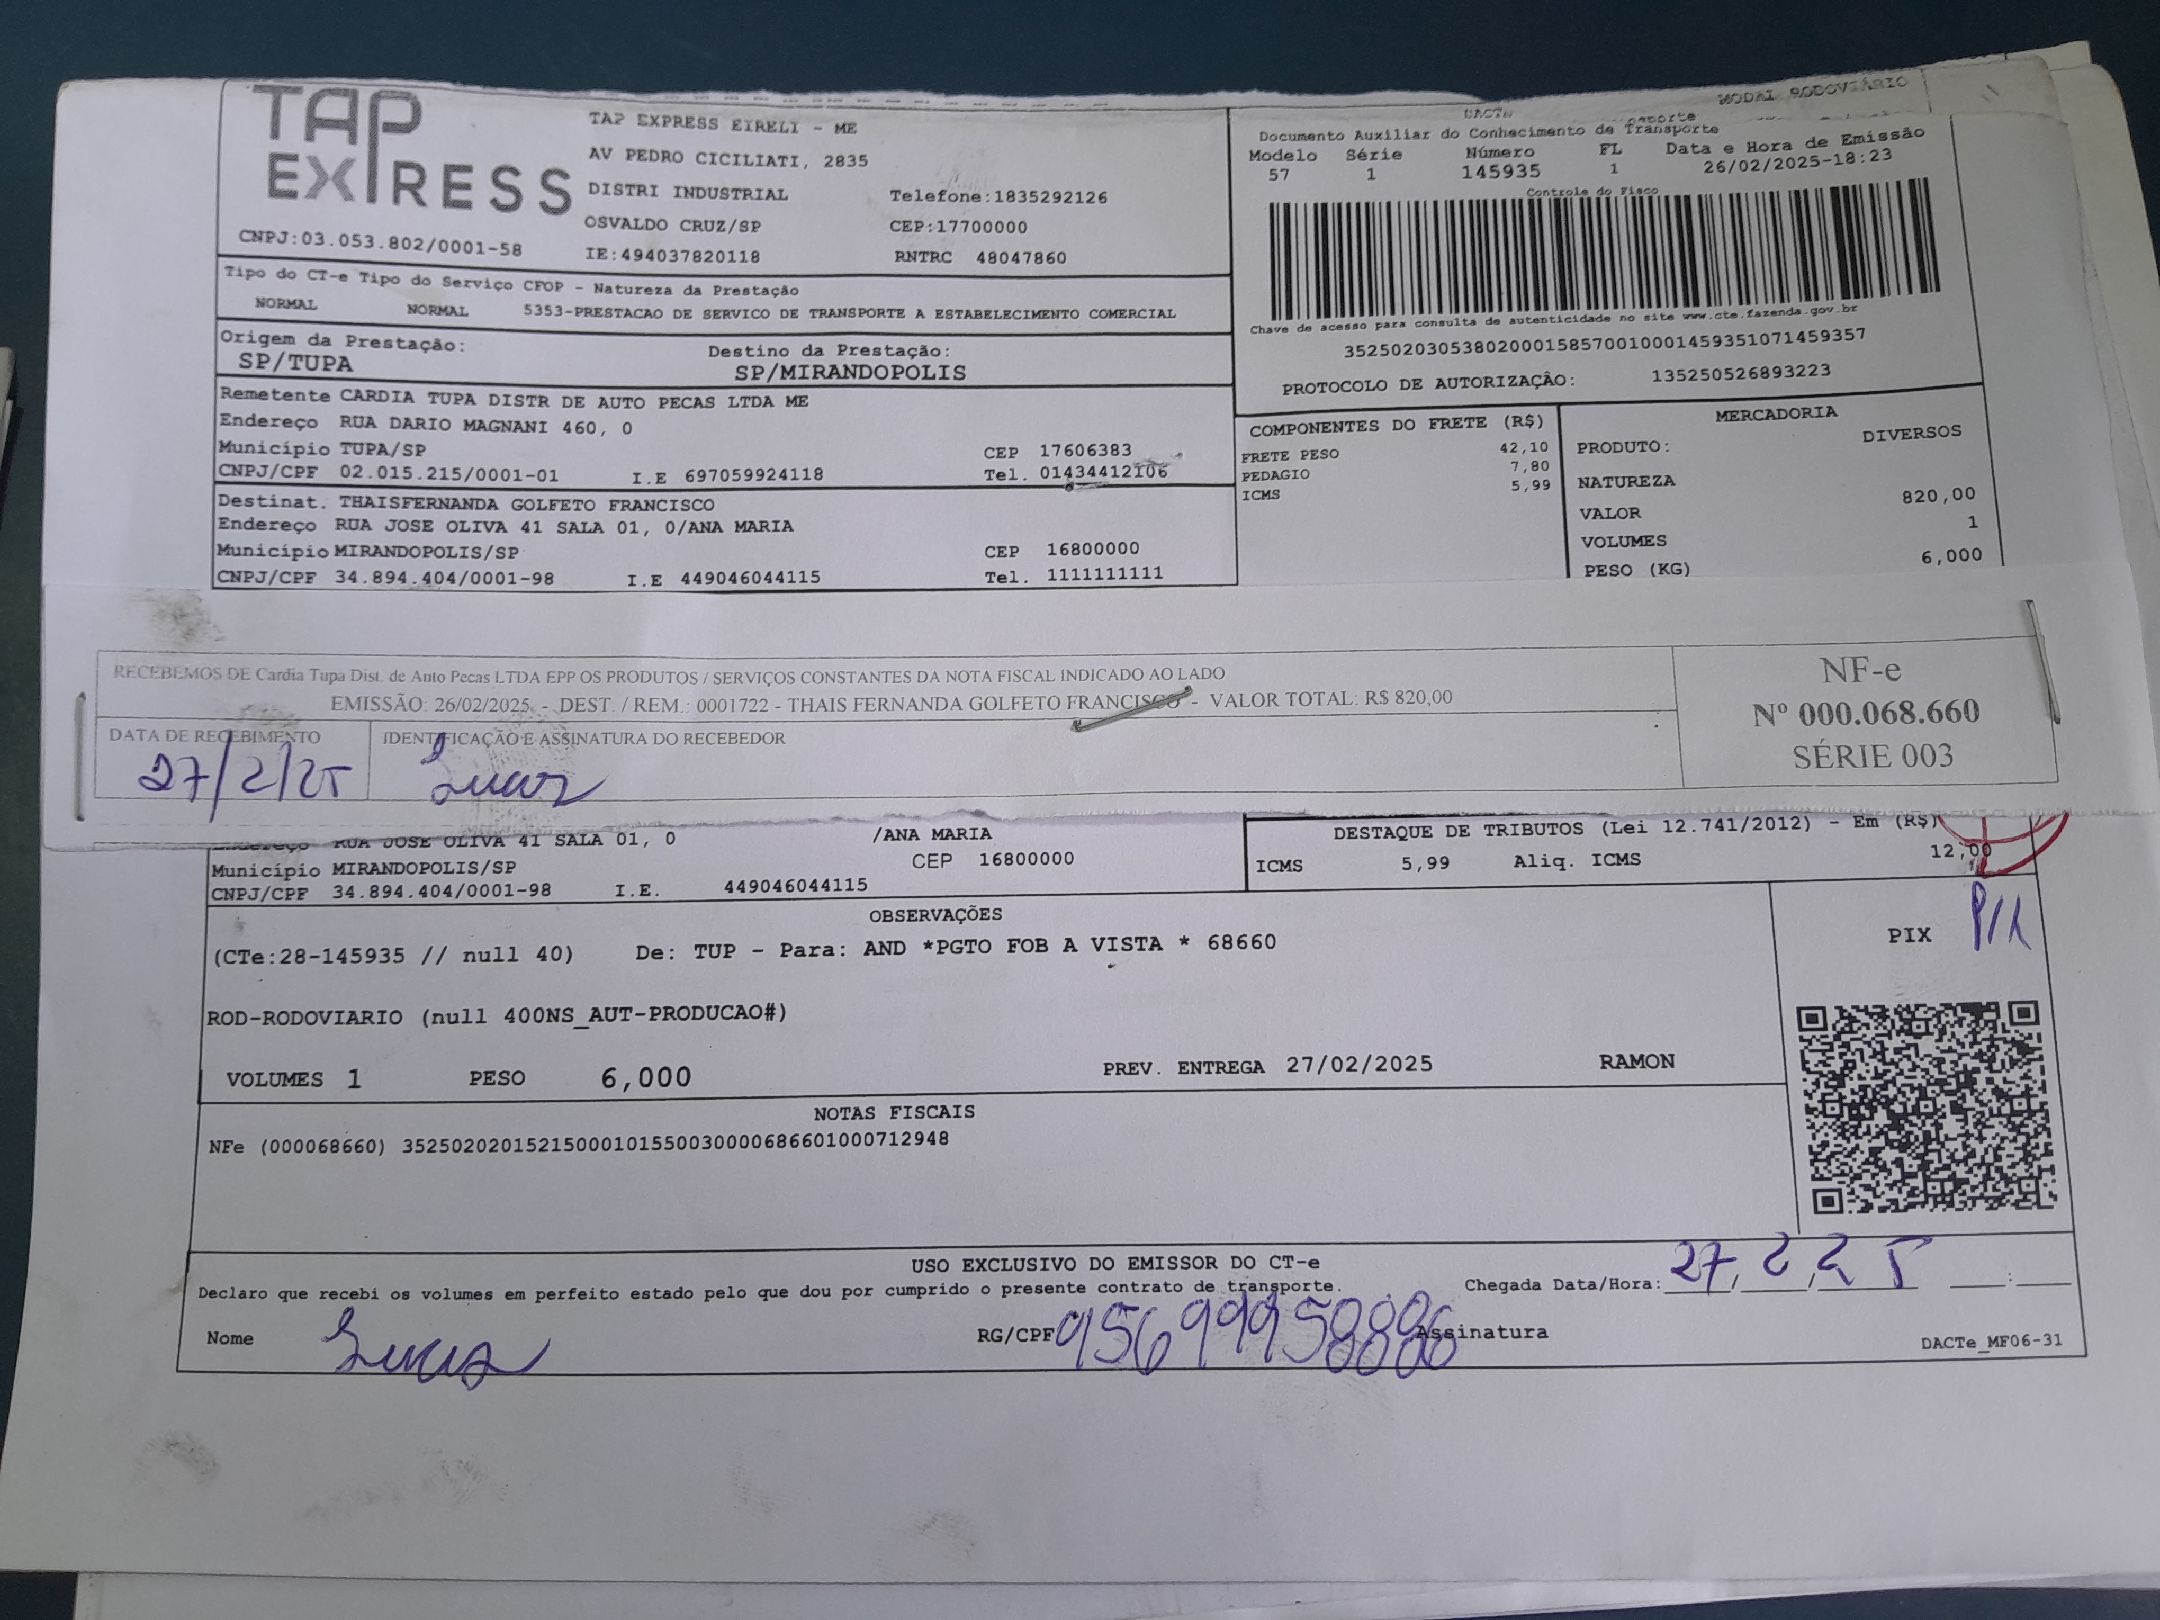 TAP EXPRESS
TAP EXPRESS EIRELI - ME
AV PEDRO CICILIATI, 2835
DISTRI INDUSTRIAL Telefone:1835292126
OSVALDO CRUZ/SP CEP:17700000
CNPJ:03.053.802/0001-58 IE:494037820118 RNTRC 48047860
MODAL RODOVIÁRIO
Documento Auxiliar do Conhecimento de Transporte
Modelo Série Número FL Data e Hora de Emissão
57 1 145935 1 26/02/2025-18:23
Controle do Fisco
Chave de acesso para consulta de autenticidade no site www.cte.fazenda.gov.br
35250203053802000158570010001459351071459357
PROTOCOLO DE AUTORIZAÇÃO: 135250526893223
Tipo do CT-e Tipo do Serviço CFOP - Natureza da Prestação
NORMAL NORMAL 5353-PRESTACAO DE SERVICO DE TRANSPORTE A ESTABELECIMENTO COMERCIAL
Origem da Prestação: Destino da Prestação:
SP/TUPA SP/MIRANDOPOLIS
Remetente CARDIA TUPA DISTR DE AUTO PECAS LTDA ME
Endereço RUA DARIO MAGNANI 460, 0
Município TUPA/SP CEP 17606383
CNPJ/CPF 02.015.215/0001-01 I.E 697059924118 Tel. 01434412106
Destinat. THAISFERNANDA GOLFETO FRANCISCO
Endereço RUA JOSE OLIVA 41 SALA 01, 0/ANA MARIA
Município MIRANDOPOLIS/SP CEP 16800000
CNPJ/CPF 34.894.404/0001-98 I.E 449046044115 Tel. 1111111111
COMPONENTES DO FRETE (R$)
FRETE PESO 42,10
PEDAGIO 7,80
ICMS 5,99
MERCADORIA
PRODUTO: DIVERSOS
NATUREZA
VALOR 820,00
VOLUMES 1
PESO (KG) 6,000
RECEBEMOS DE Cardia Tupa Dist. de Auto Pecas LTDA EPP OS PRODUTOS / SERVIÇOS CONSTANTES DA NOTA FISCAL INDICADO AO LADO
EMISSÃO: 26/02/2025 - DEST. / REM.: 0001722 - THAIS FERNANDA GOLFETO FRANCISCO - VALOR TOTAL: R$ 820,00
DATA DE RECEBIMENTO IDENTIFICAÇÃO E ASSINATURA DO RECEBEDOR
27/2/25 Lucas
NF-e
Nº 000.068.660
SÉRIE 003
Endereço RUA JOSE OLIVA 41 SALA 01, 0 /ANA MARIA
Município MIRANDOPOLIS/SP CEP 16800000
CNPJ/CPF 34.894.404/0001-98 I.E. 449046044115
DESTAQUE DE TRIBUTOS (Lei 12.741/2012) - Em (R$)
ICMS 5,99 Aliq. ICMS 12,00
OBSERVAÇÕES
(CTe:28-145935 // null 40) De: TUP - Para: AND *PGTO FOB A VISTA * 68660
ROD-RODOVIARIO (null 400NS_AUT-PRODUCAO#)
VOLUMES 1 PESO 6,000 PREV. ENTREGA 27/02/2025 RAMON
PIX
NOTAS FISCAIS
NFe (000068660) 35250202015215000101550030000686601000712948
USO EXCLUSIVO DO EMISSOR DO CT-e
Declaro que recebi os volumes em perfeito estado pelo que dou por cumprido o presente contrato de transporte. Chegada Data/Hora: 27/2/25 :
Nome Lucas RG/CPF Assinatura
DACTe_MF06-31